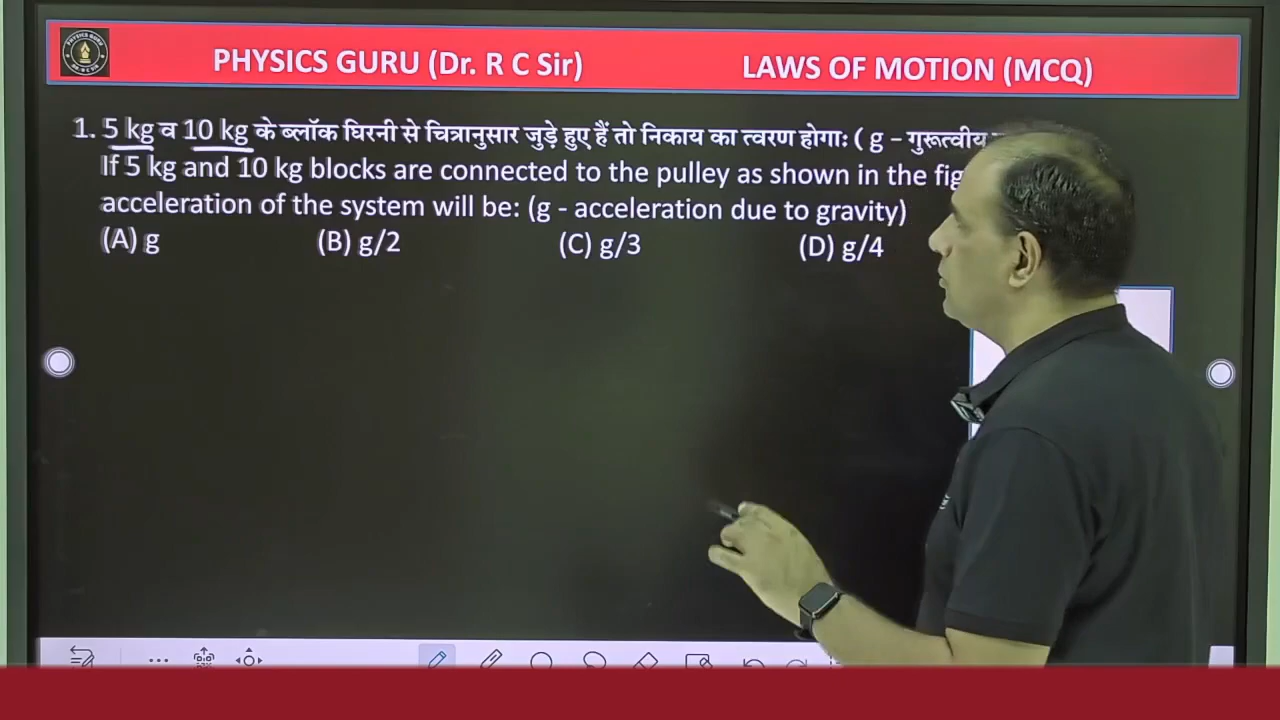 PHYSICS GURU (Dr. R C Sir) LAWS OF MOTION (MCQ)
1. 5 kg व 10 kg के ब्लॉक घिरनी से चित्रानुसार जुड़े हुए हैं तो निकाय का त्वरण होगाः ( g – गुरूत्वीय
If 5 kg and 10 kg blocks are connected to the pulley as shown in the fig
acceleration of the system will be: (g - acceleration due to gravity)
(A) g (B) g/2 (C) g/3 (D) g/4